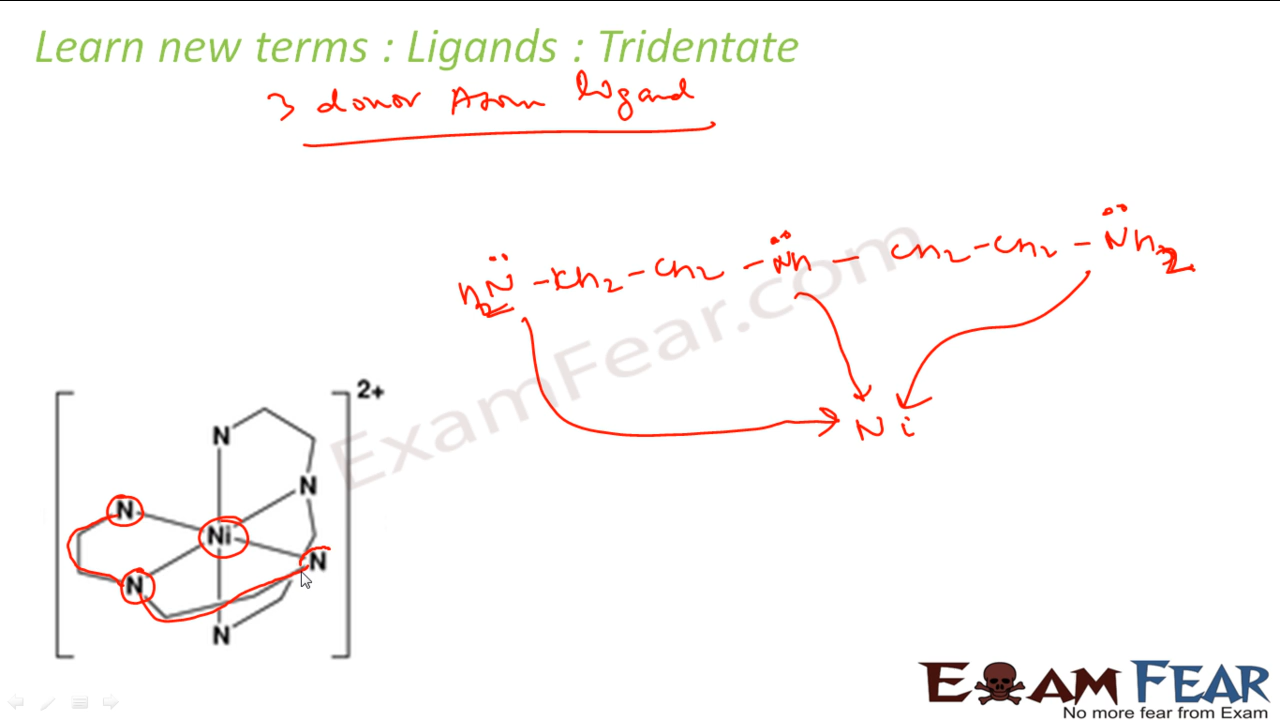 Learn new terms : Ligands : Tridentate
3 donor Atom ligand
H₂N̈ - CH₂ - CH₂ - N̈H - CH₂ - CH₂ - N̈H₂
Ni
2+
N
N
N
Ni
N
N
N
ExamFear.com
EXAM FEAR
No more fear from Exam